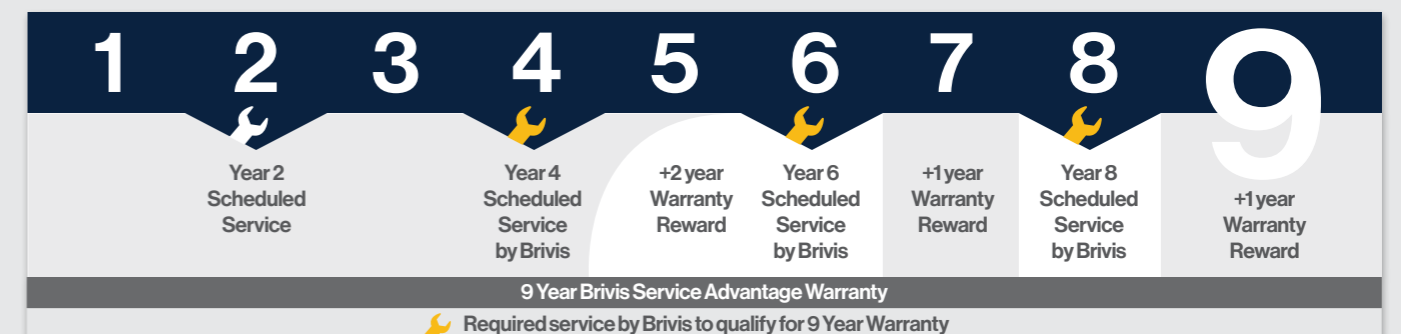 1 2 3 4 5 6 7 8 9
Year 2
Scheduled
Service
Year 4
Scheduled
Service
by Brivis
+2 year
Warranty
Reward
Year 6
Scheduled
Service
by Brivis
+1 year
Warranty
Reward
Year 8
Scheduled
Service
by Brivis
+1 year
Warranty
Reward
9 Year Brivis Service Advantage Warranty
Required service by Brivis to qualify for 9 Year Warranty